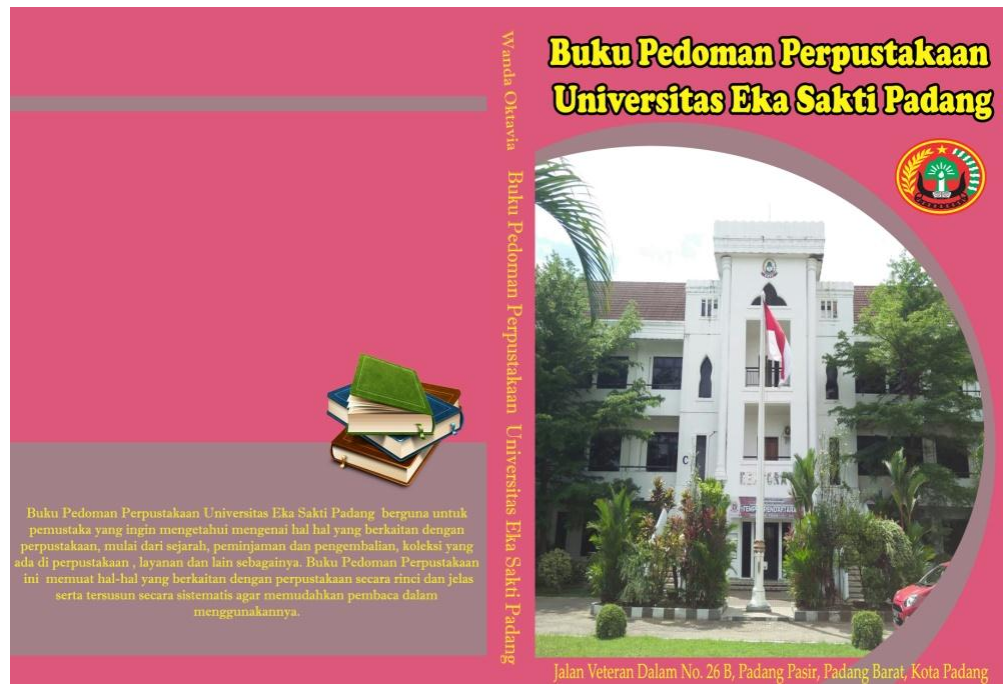 Buku Pedoman Perpustakaan
Universitas Eka Sakti Padang
Wanda Oktavia Buku Pedoman Perpustakaan Universitas Eka Sakti Padang
Buku Pedoman Perpustakaan Universitas Eka Sakti Padang berguna untuk
pemustaka yang ingin mengetahui mengenai hal hal yang berkaitan dengan
perpustakaan, mulai dari sejarah, peminjaman dan pengembalian, koleksi yang
ada di perpustakaan , layanan dan lain sebagainya. Buku Pedoman Perpustakaan
ini memuat hal-hal yang berkaitan dengan perpustakaan secara rinci dan jelas
serta tersusun secara sistematis agar memudahkan pembaca dalam
menggunakannya.
C
Jalan Veteran Dalam No. 26 B, Padang Pasir, Padang Barat, Kota Padang